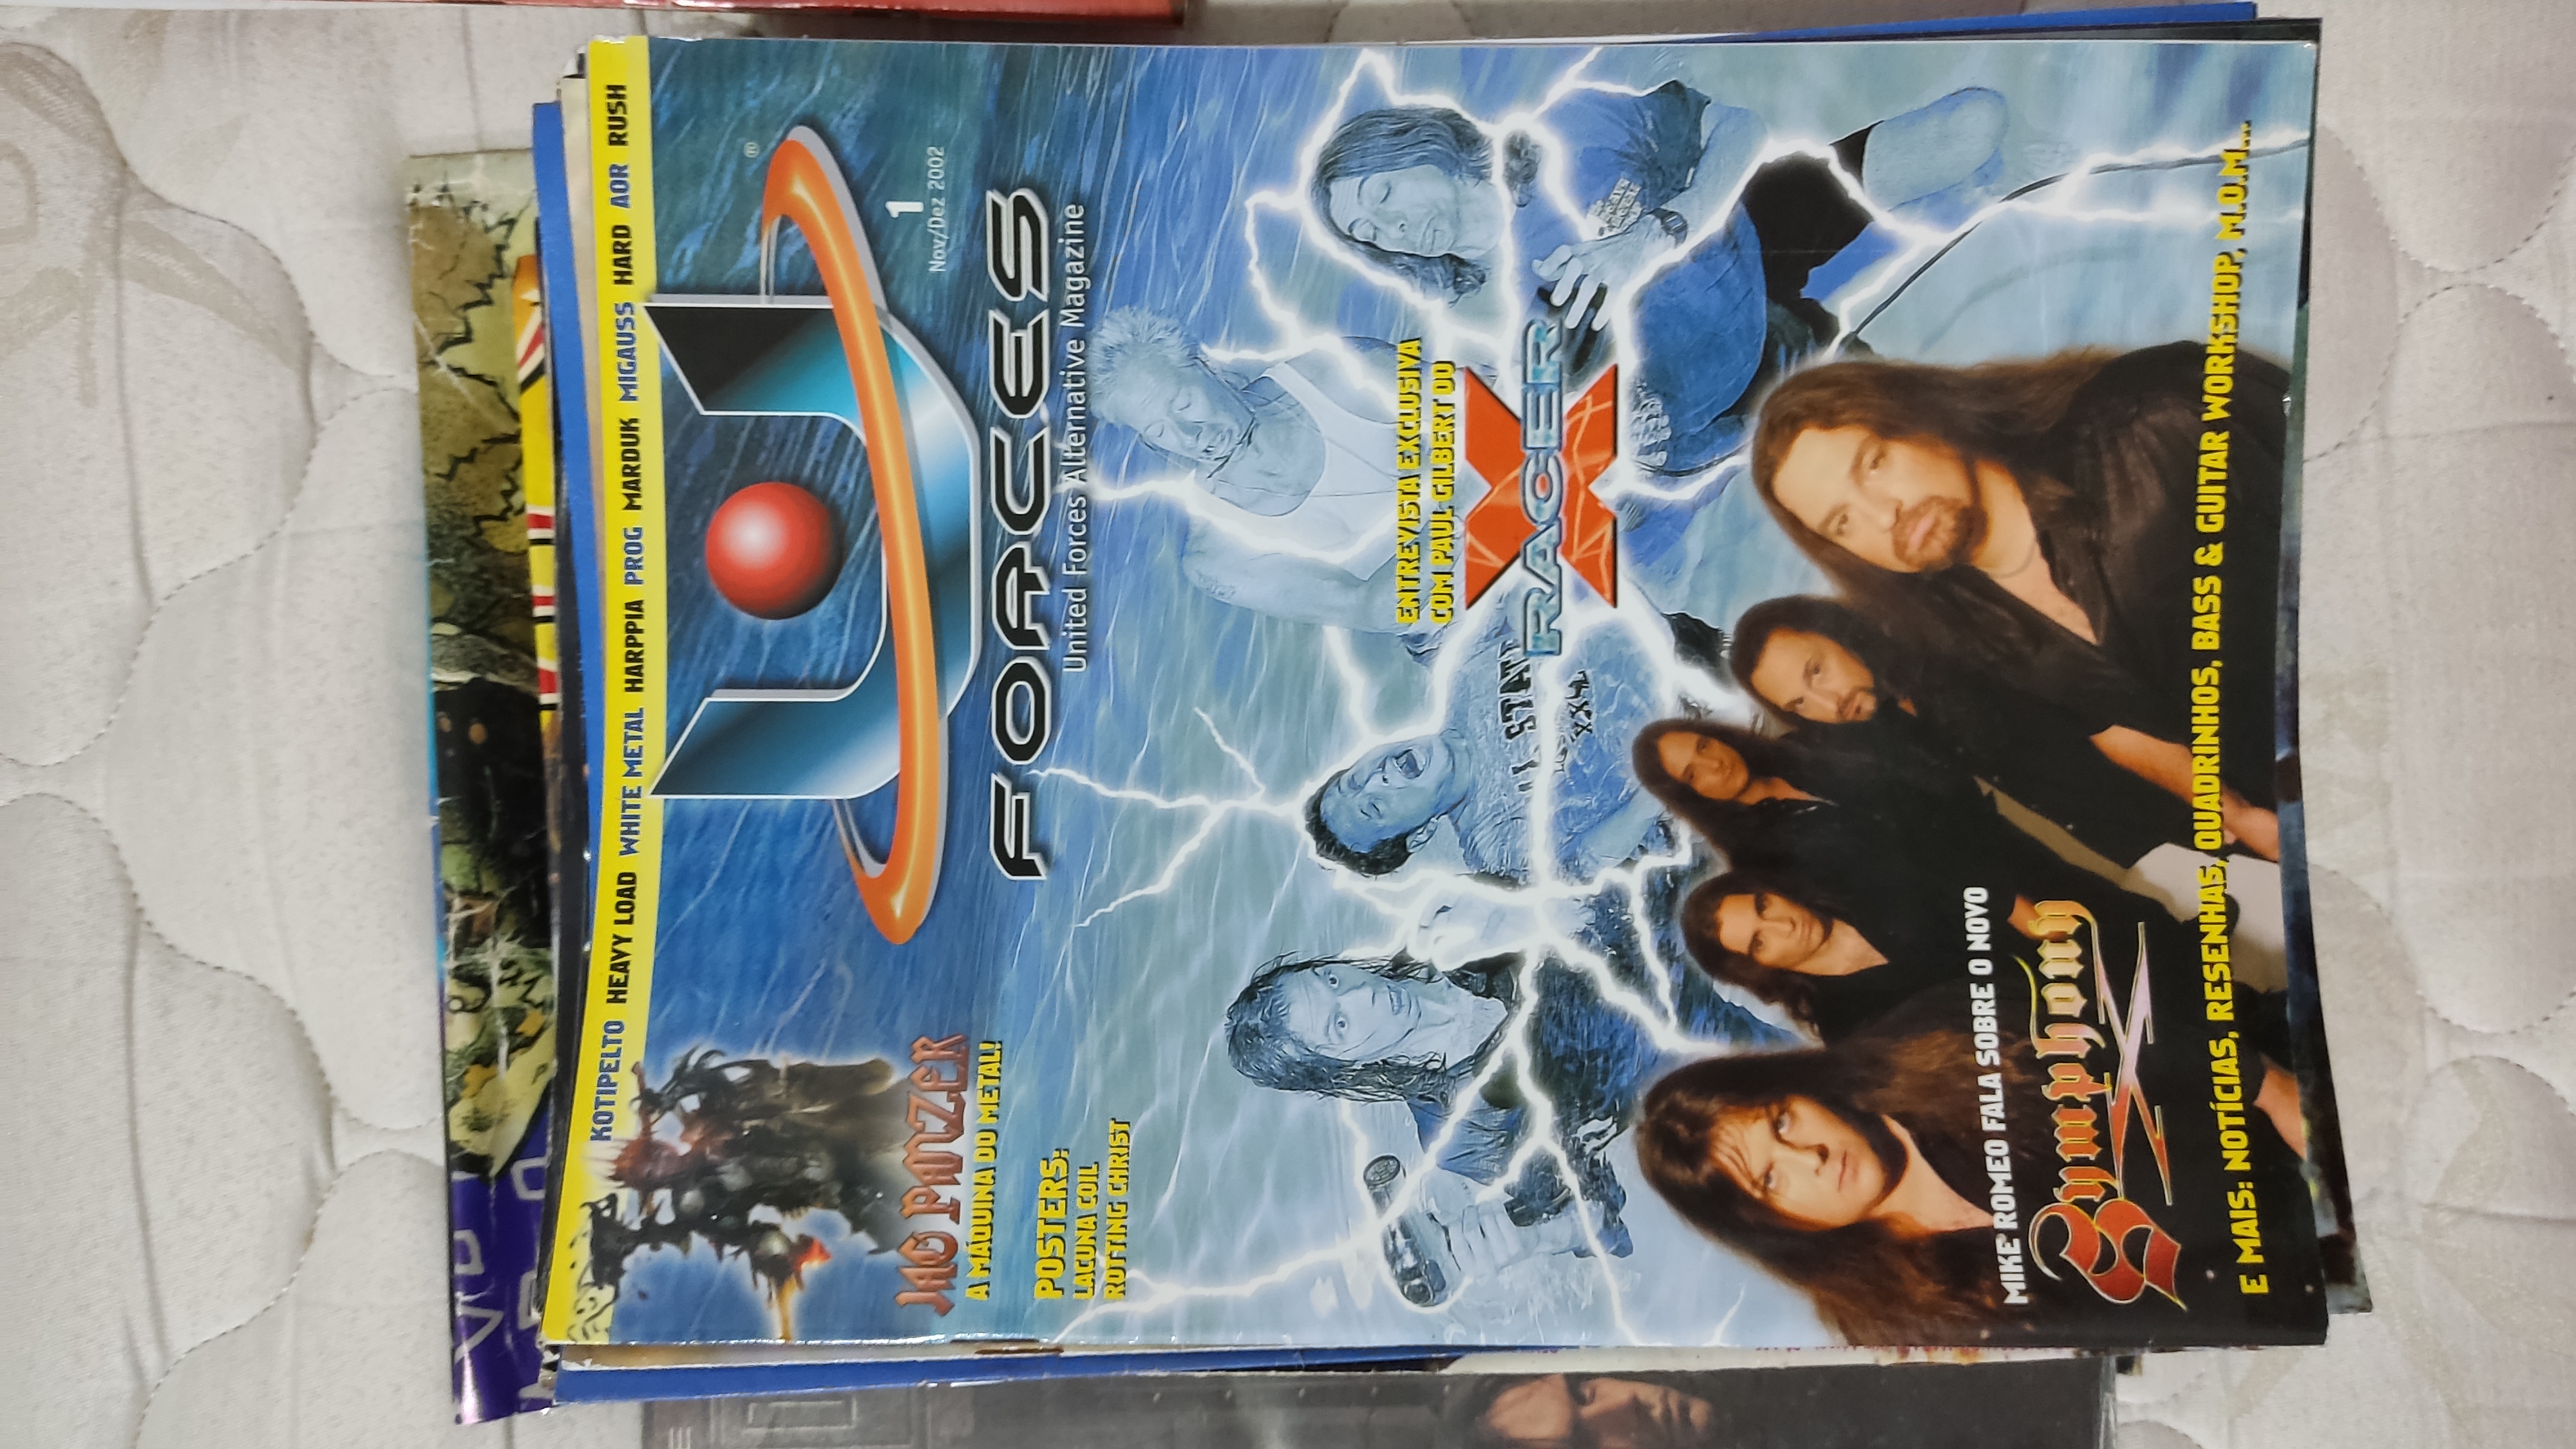 KOTIPELTO HEAVY LOAD WHITE METAL HARPPIA PROG MARDUK MIGAUSS HARD AOR RUSH
U
®
1
Nov/Dez 2002
FORCES
United Forces Alternative Magazine
JAG PANZER
A MÁQUINA DO METAL!
POSTERS:
LACUNA COIL
ROTTING CHRIST
ENTREVISTA EXCLUSIVA
COM PAUL GILBERT DO
RACER X
STATE
XXL
MIKE ROMEO FALA SOBRE O NOVO
Symphony X
E MAIS: NOTÍCIAS, RESENHAS, QUADRINHOS, BASS & GUITAR WORKSHOP, M.O.M...